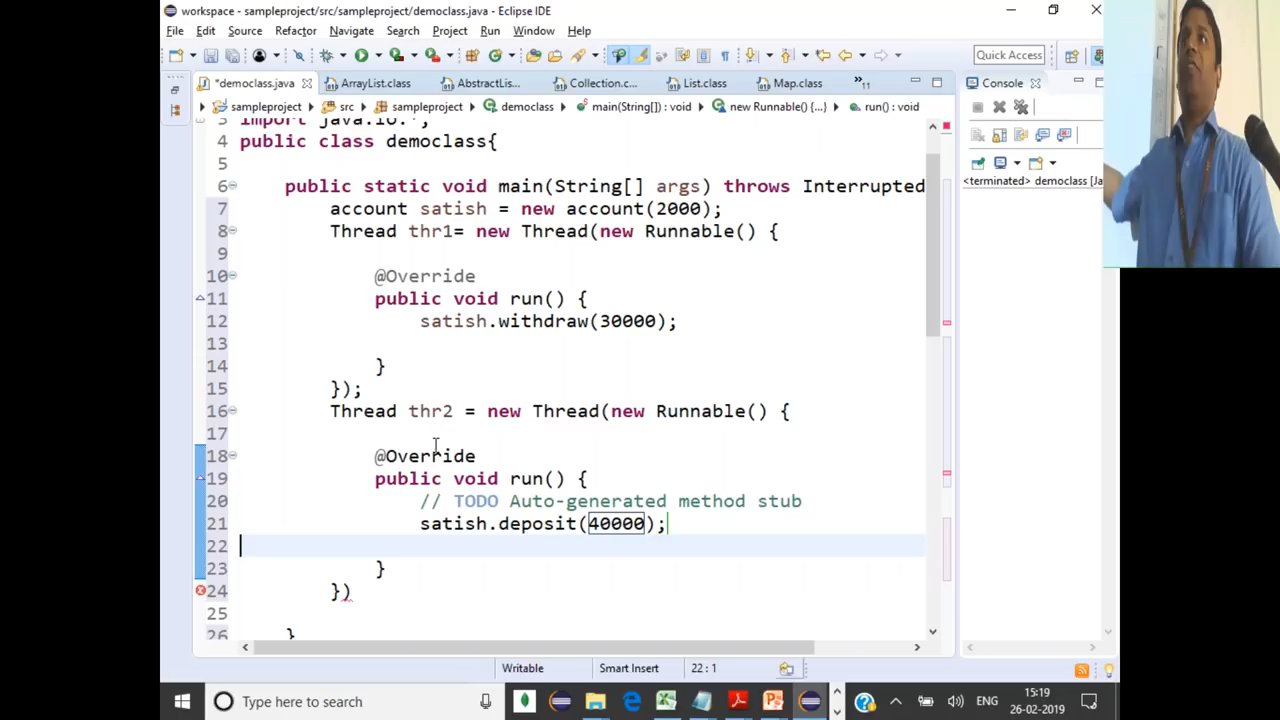 workspace - sampleproject/src/sampleproject/democlass.java - Eclipse IDE
File Edit Source Refactor Navigate Search Project Run Window Help
Quick Access
*democlass.java ArrayList.class AbstractLis... Collection.c... List.class Map.class »11 Console
sampleproject src sampleproject democlass main(String[]) : void new Runnable() {...} run() : void
3 import java.io.*;
4 public class democlass{
5
6 public static void main(String[] args) throws Interrupted
<terminated> democlass [Ja
7 account satish = new account(2000);
8 Thread thr1= new Thread(new Runnable() {
9
10 @Override
11 public void run() {
12 satish.withdraw(30000);
13
14 }
15 });
16 Thread thr2 = new Thread(new Runnable() {
17
18 @Override
19 public void run() {
20 // TODO Auto-generated method stub
21 satish.deposit(40000);
22
23 }
24 })
25
26 }
Writable Smart Insert 22 : 1
Type here to search ENG 15:19
26-02-2019